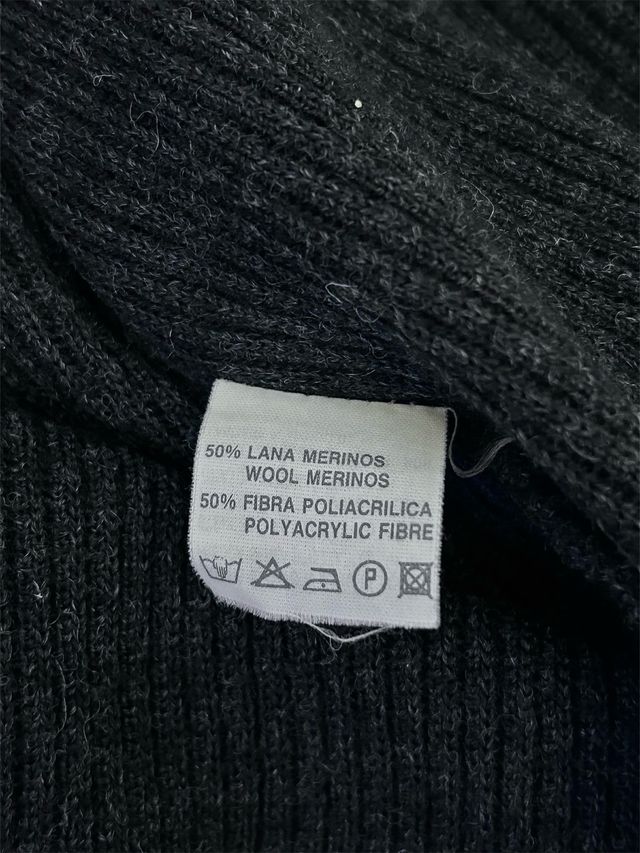 50% LANA MERINOS
WOOL MERINOS
50% FIBRA POLIACRILICA
POLYACRYLIC FIBRE
P